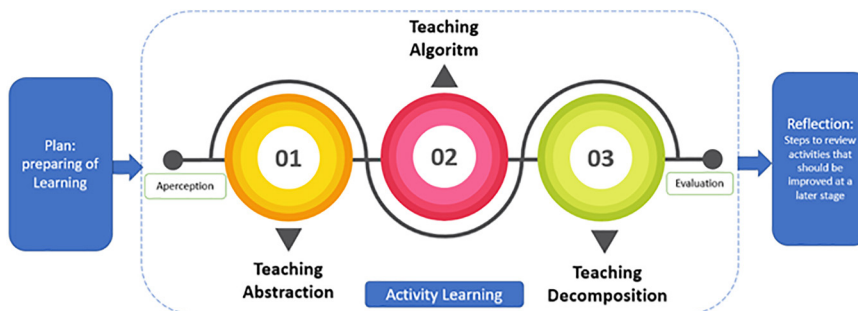 Plan:
preparing of
Learning
Aperception
01
Teaching
Abstraction
Teaching
Algoritm
02
03
Teaching
Decomposition
Evaluation
Activity Learning
Reflection:
Steps to review
activities that
should be
improved at a
later stage